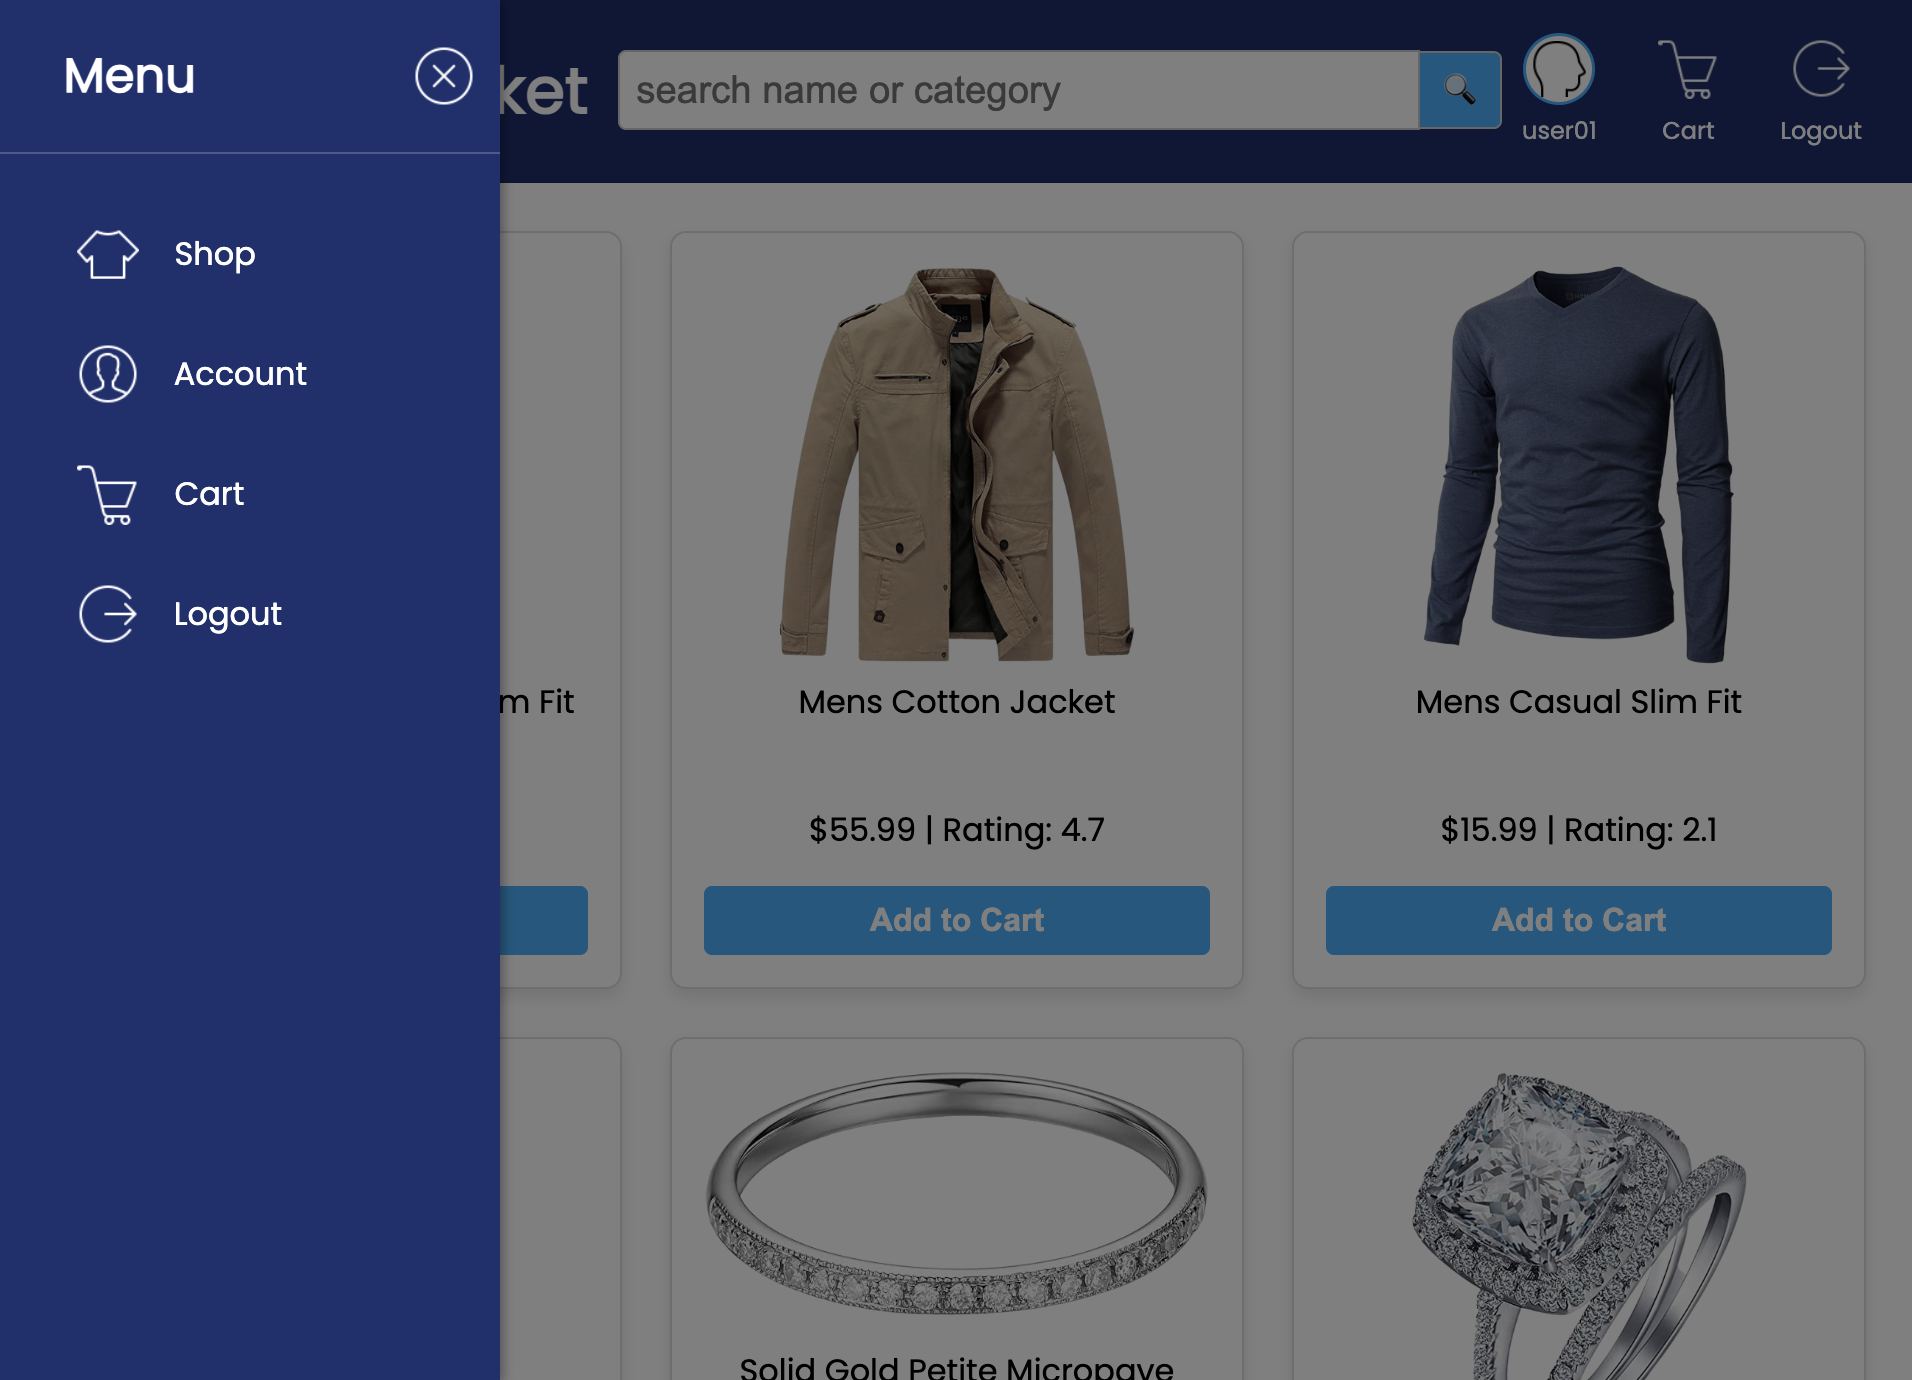 Menu
ket
search name or category
user01
Cart
Logout
Shop
Account
Cart
Logout
m Fit
Mens Cotton Jacket
Mens Casual Slim Fit
$55.99 | Rating: 4.7
$15.99 | Rating: 2.1
Add to Cart
Add to Cart
Solid Gold Petite Micropave